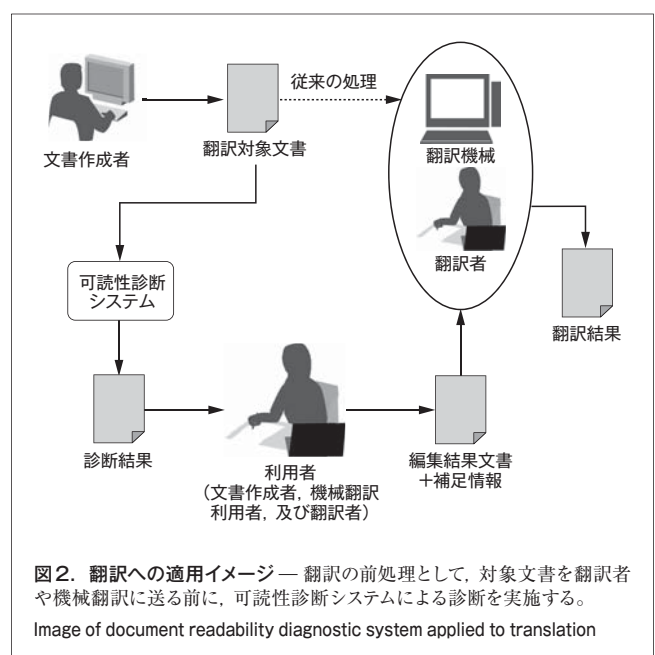 従来の処理
文書作成者
翻訳対象文書
翻訳機械
翻訳者
翻訳結果
可読性診断
システム
診断結果
利用者
(文書作成者, 機械翻訳
利用者, 及び翻訳者)
編集結果文書
+補足情報
図2. 翻訳への適用イメージ — 翻訳の前処理として, 対象文書を翻訳者
や機械翻訳に送る前に, 可読性診断システムによる診断を実施する。
Image of document readability diagnostic system applied to translation